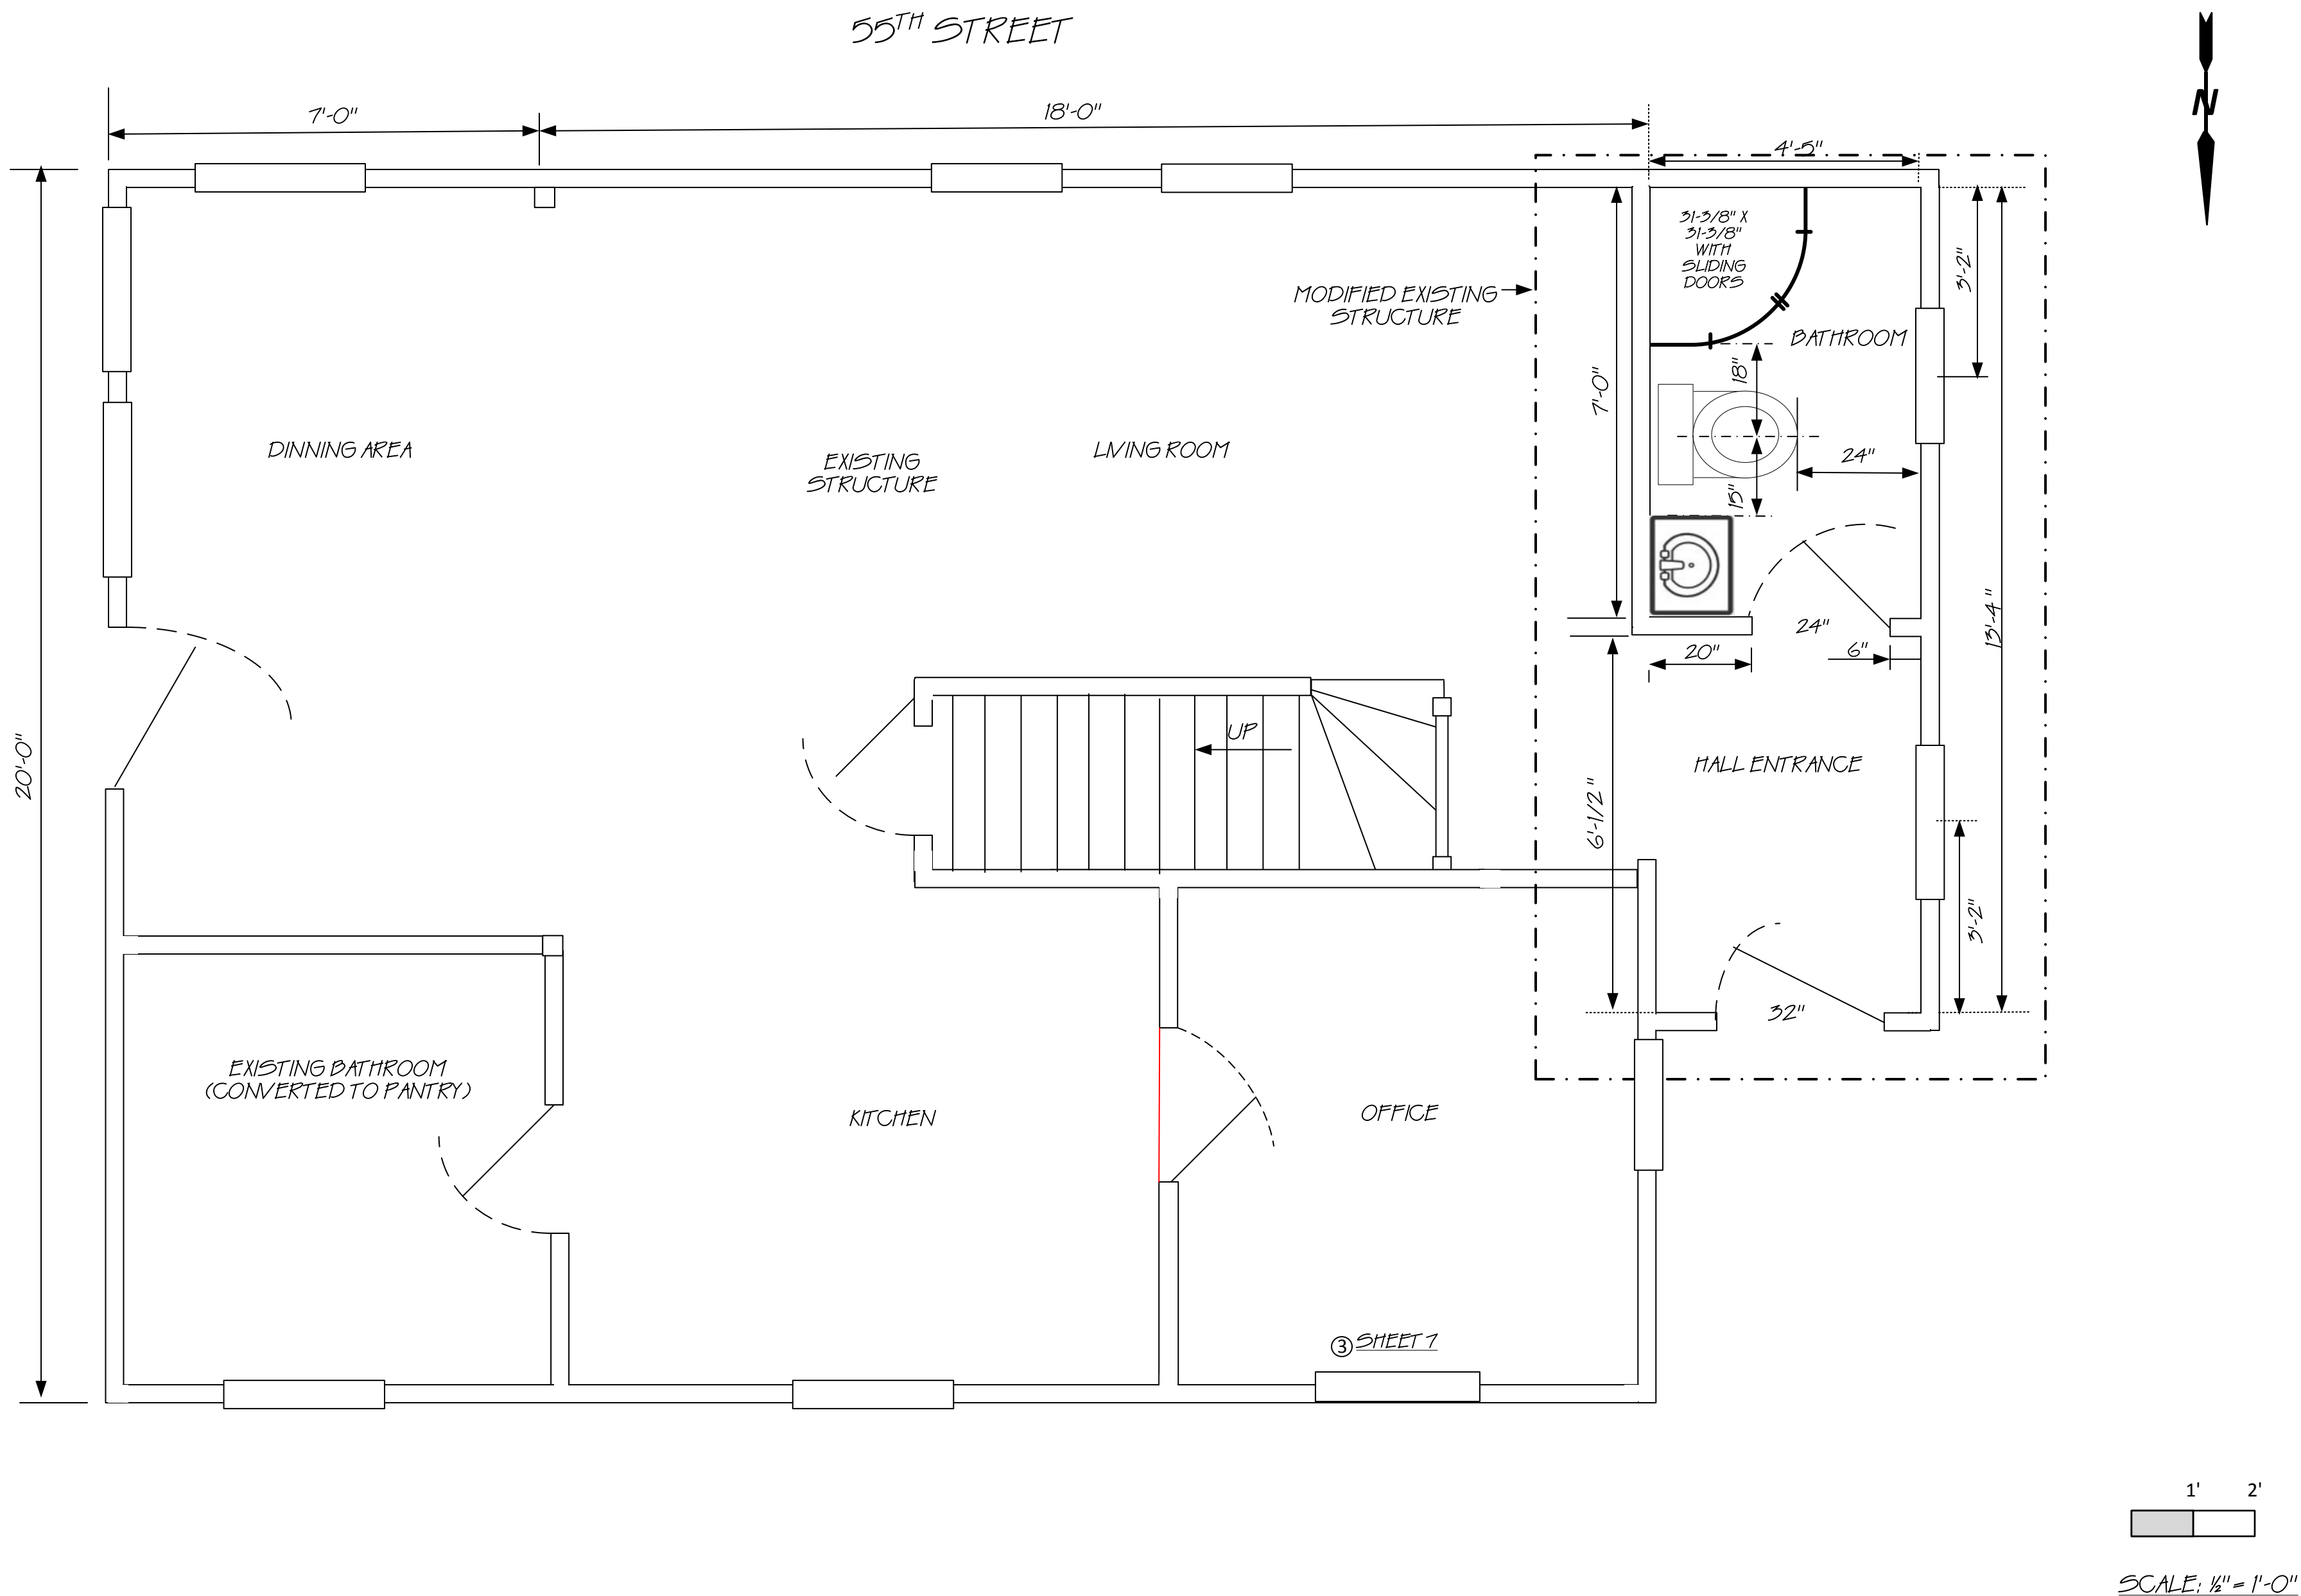 55TH STREET
7'-0"
18'-0"
4'-5"
N
31-3/8" X
31-3/8"
WITH
SLIDING
DOORS
3'-2"
MODIFIED EXISTING
STRUCTURE
BATHROOM
18"
7'-0"
DINNING AREA
EXISTING
STRUCTURE
LIVING ROOM
24"
15"
24"
13'-4"
20"
6"
20'-0"
UP
HALL ENTRANCE
6'-1/2"
3'-2"
32"
EXISTING BATHROOM
(CONVERTED TO PANTRY)
KITCHEN
OFFICE
3 SHEET 7
1' 2'
SCALE: ½" = 1'-0"